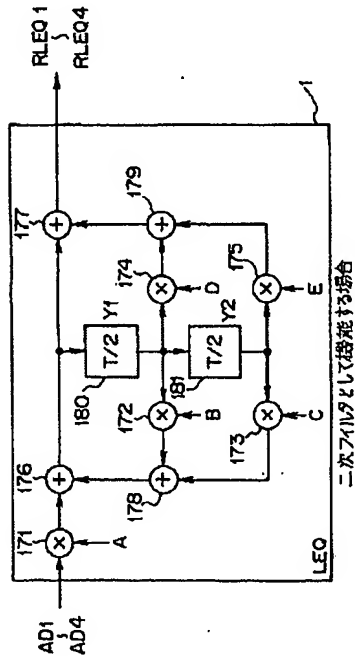 RLEQ1
∫
RLEQ4
1
177
+
179
+
174
×
D
175
×
E
Y1
T/2
180
Y2
T/2
181
172
×
B
173
×
C
176
+
178
+
171
×
A
LEQ
AD1
∫
AD4
二次フィルタとして機能する場合